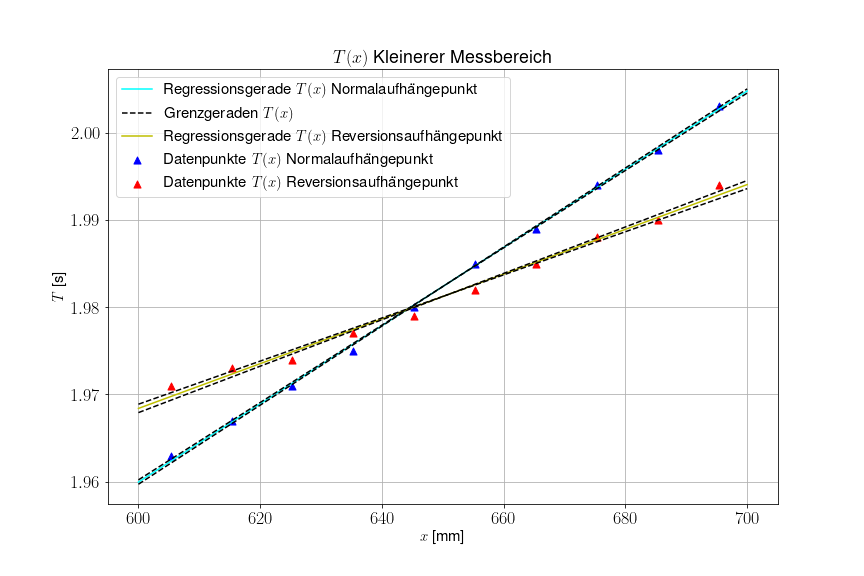 T(x) Kleinerer Messbereich
Regressionsgerade T(x) Normalaufhängepunkt
Grenzgeraden T(x)
Regressionsgerade T(x) Reversionsaufhängepunkt
Datenpunkte T(x) Normalaufhängepunkt
Datenpunkte T(x) Reversionsaufhängepunkt
2.00
1.99
1.98
1.97
1.96
T [s]
600 620 640 660 680 700
x [mm]